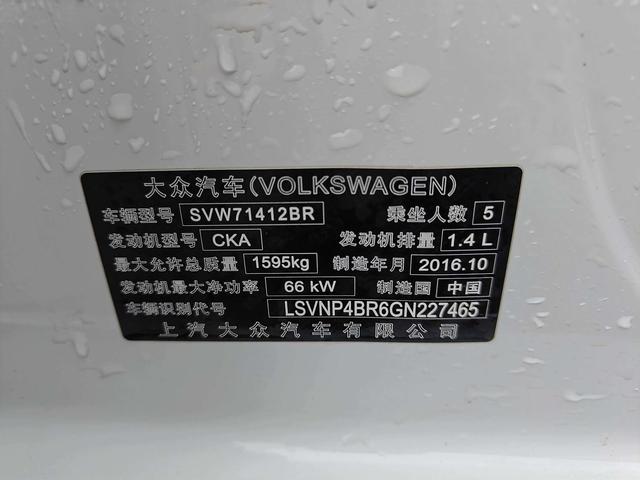 大众汽车(VOLKSWAGEN)
车辆型号 SVW71412BR 乘坐人数 5
发动机型号 CKA 发动机排量 1.4 L
最大允许总质量 1595kg 制造年月 2016.10
发动机最大净功率 66 kW 制造国 中国
车辆识别代号 LSVNP4BR6GN227465
上汽大众汽车有限公司